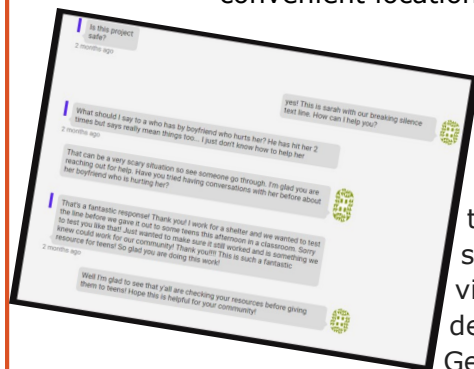 convenient location
Is this project
safe?
2 months ago
yes! This is sarah with our breaking silence
text line. How can I help you?
What should I say to a who has by boyfriend who hurts her? He has hit her 2
times but says really mean things too... I just don't know how to help her
2 months ago
That can be a very scary situation so see someone go through. I'm glad you are
reaching out for help. Have you tried having conversations with her before about
her boyfriend who is hurting her?
That's a fantastic response! Thank you! I work for a shelter and we wanted to test
the line before we gave it out to some teens this afternoon in a classroom. Sorry
to test you like that! Just wanted to make sure it still worked and is something we
knew could work for our community! Thank you!!! This is such a fantastic
resource for teens! So glad you are doing this work!
2 months ago
Well I'm glad to see that y'all are checking your resources before giving
them to teens! Hope this is helpful for your community!
t
s
vi
de
Ge